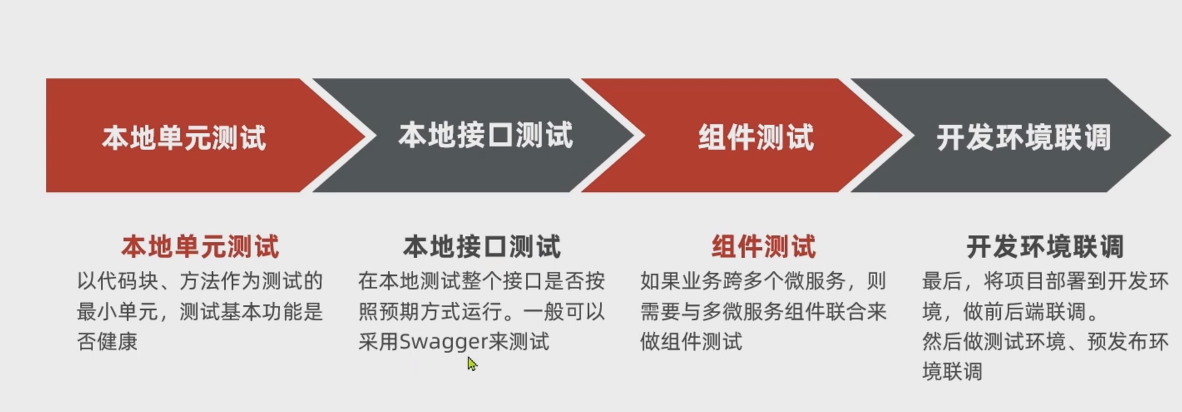 本地单元测试
本地接口测试
组件测试
开发环境联调
本地单元测试
以代码块、方法作为测试的
最小单元，测试基本功能是
否健康
本地接口测试
在本地测试整个接口是否按
照预期方式运行。一般可以
采用Swagger来测试
组件测试
如果业务跨多个微服务，则
需要与多微服务组件联合来
做组件测试
开发环境联调
最后，将项目部署到开发环
境，做前后端联调。
然后做测试环境、预发布环
境联调